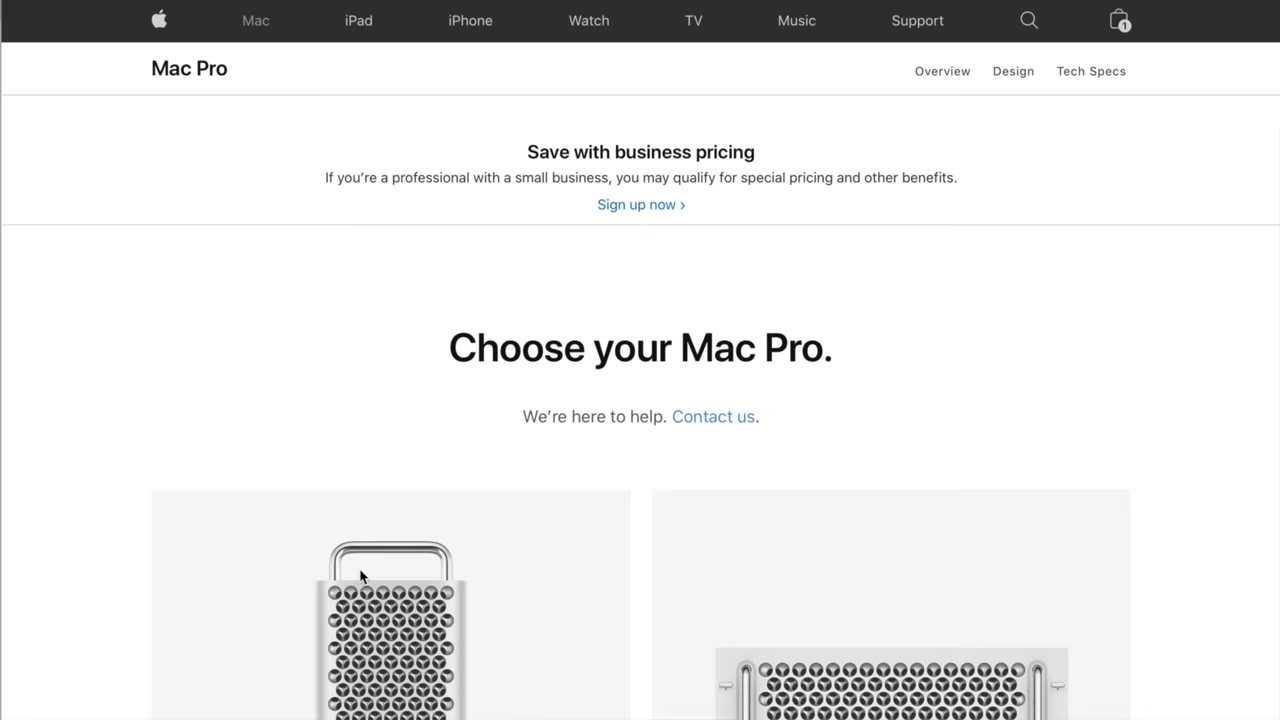 Mac iPad iPhone Watch TV Music Support 1
Mac Pro Overview Design Tech Specs
Save with business pricing
If you’re a professional with a small business, you may qualify for special pricing and other benefits.
Sign up now ›
Choose your Mac Pro.
We’re here to help. Contact us.